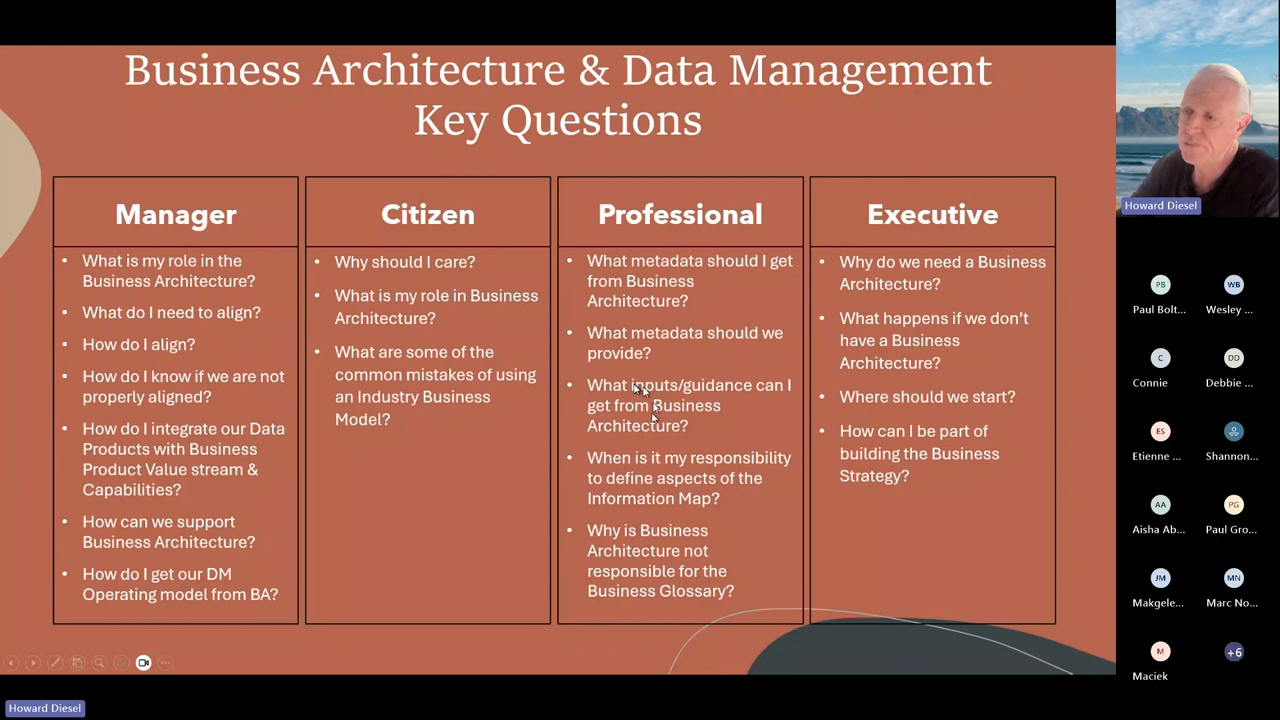 Business Architecture & Data Management
Key Questions
Manager
• What is my role in the
Business Architecture?
• What do I need to align?
• How do I align?
• How do I know if we are not
properly aligned?
• How do I integrate our Data
Products with Business
Product Value stream &
Capabilities?
• How can we support
Business Architecture?
• How do I get our DM
Operating model from BA?
Citizen
• Why should I care?
• What is my role in Business
Architecture?
• What are some of the
common mistakes of using
an Industry Business
Model?
Professional
• What metadata should I get
from Business
Architecture?
• What metadata should we
provide?
• What inputs/guidance can I
get from Business
Architecture?
• When is it my responsibility
to define aspects of the
Information Map?
• Why is Business
Architecture not
responsible for the
Business Glossary?
Executive
• Why do we need a Business
Architecture?
• What happens if we don't
have a Business
Architecture?
• Where should we start?
• How can I be part of
building the Business
Strategy?
Howard Diesel
PB
Paul Bolt...
WB
Wesley ...
C
Connie
DD
Debbie ...
ES
Etienne ...
Shannon...
AA
Aisha Ab...
PG
Paul Gro...
JM
Makgele...
MN
Marc No...
M
Maciek
+6
Howard Diesel